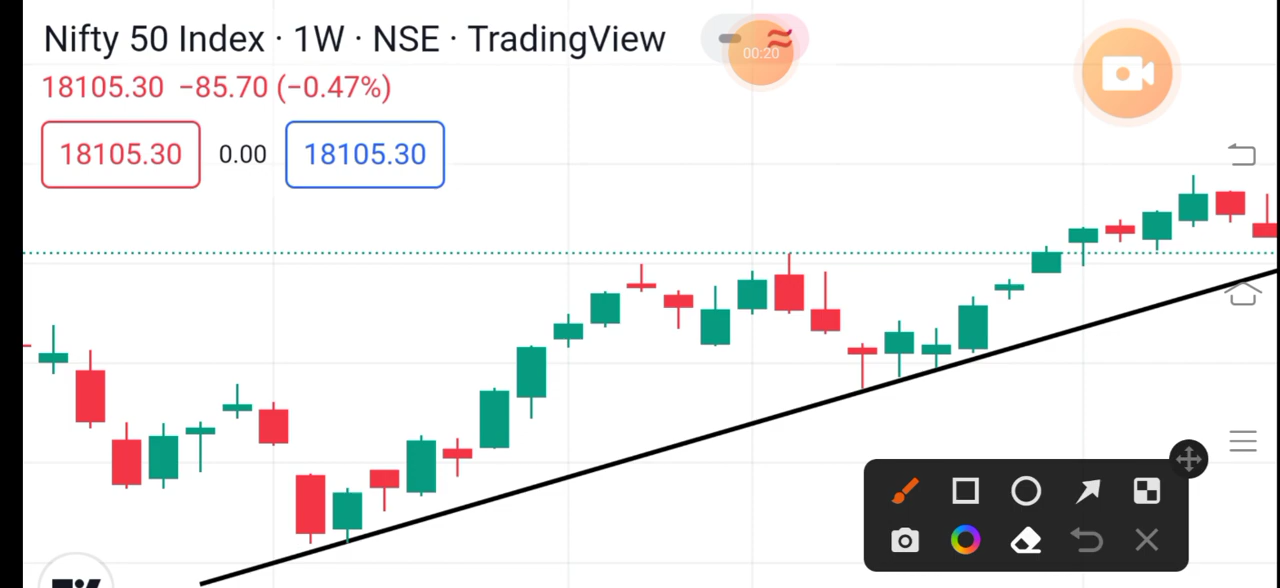 Nifty 50 Index · 1W · NSE · TradingView
00:20
18105.30 −85.70 (−0.47%)
18105.30 0.00 18105.30